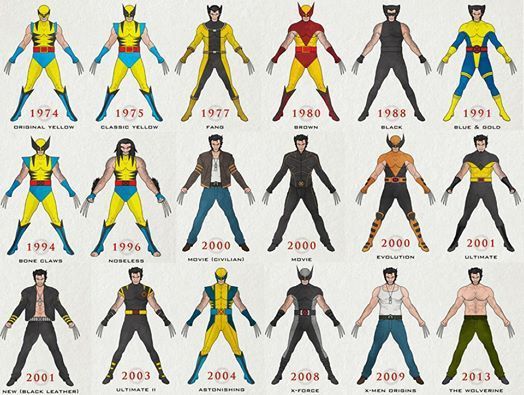 1974 1975 1977 1980 1988 1991
ORIGINAL YELLOW CLASSIC YELLOW FANG BROWN BLACK BLUE & GOLD
1994 1996 2000 2000 2000 2001
BONE CLAWS NOSELESS MOVIE (CIVILIAN) MOVIE EVOLUTION ULTIMATE
2001 2003 2004 2008 2009 2013
NEW (BLACK LEATHER) ULTIMATE II ASTONISHING X-FORCE X-MEN ORIGINS THE WOLVERINE